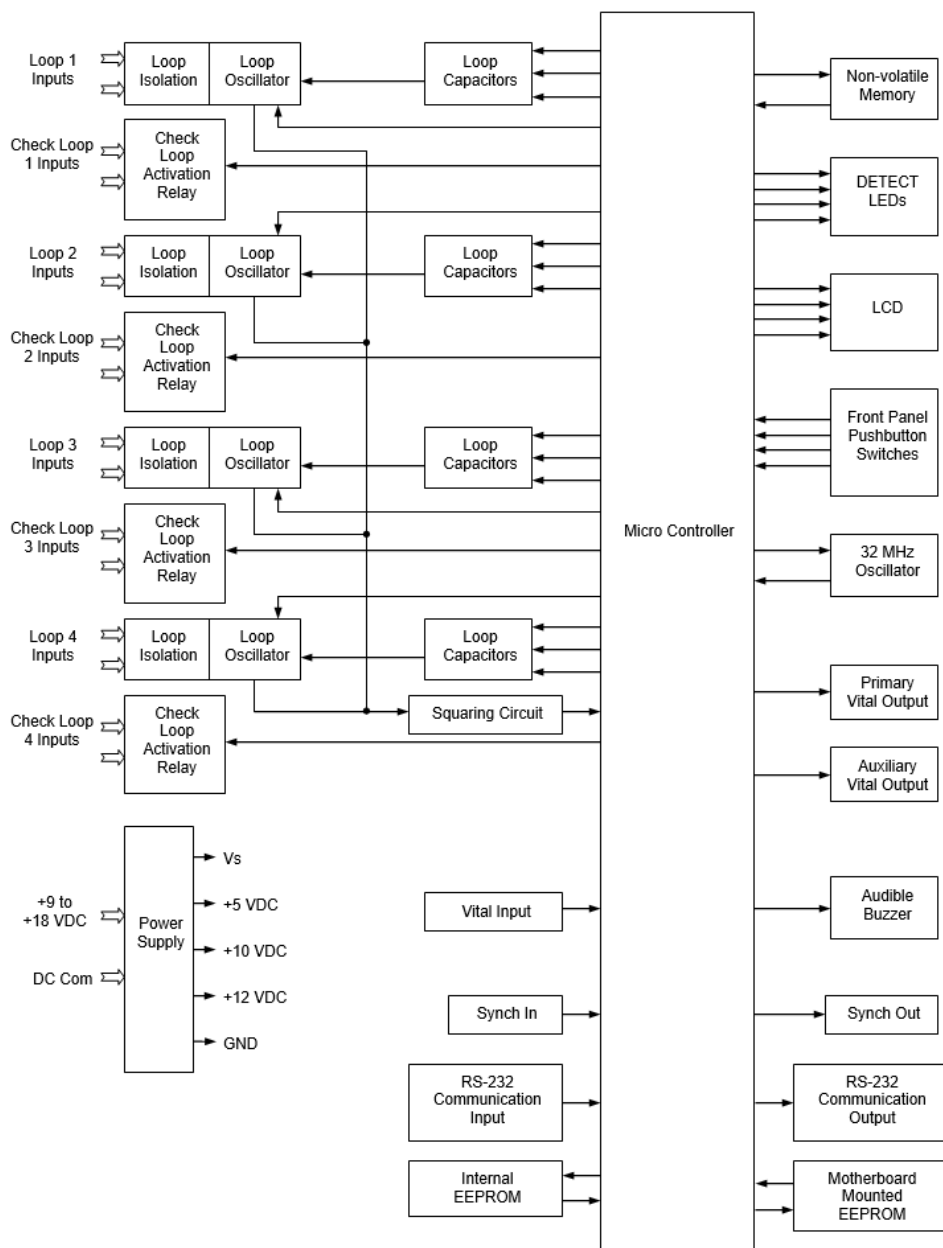 Loop 1
Inputs
Loop
Isolation
Loop
Oscillator
Loop
Capacitors
Non-volatile
Memory
Check Loop
1 Inputs
Check
Loop
Activation
Relay
DETECT
LEDs
Loop 2
Inputs
Loop
Isolation
Loop
Oscillator
Loop
Capacitors
LCD
Check Loop
2 Inputs
Check
Loop
Activation
Relay
Front Panel
Pushbutton
Switches
Loop 3
Inputs
Loop
Isolation
Loop
Oscillator
Loop
Capacitors
Micro Controller
Check Loop
3 Inputs
Check
Loop
Activation
Relay
32 MHz
Oscillator
Loop 4
Inputs
Loop
Isolation
Loop
Oscillator
Loop
Capacitors
Primary
Vital Output
Squaring Circuit
Check Loop
4 Inputs
Check
Loop
Activation
Relay
Auxiliary
Vital Output
+9 to
+18 VDC
DC Com
Power
Supply
Vs
+5 VDC
+10 VDC
+12 VDC
GND
Vital Input
Audible
Buzzer
Synch In
Synch Out
RS-232
Communication
Input
RS-232
Communication
Output
Internal
EEPROM
Motherboard
Mounted
EEPROM